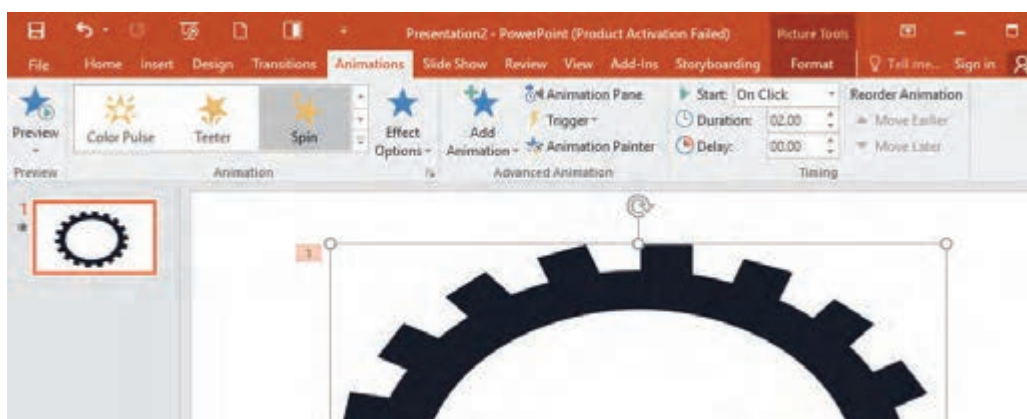 Presentation2 - PowerPoint (Product Activation Failed)
Picture Tools
File Home Insert Design Transitions Animations Slide Show Review View Add-Ins Storyboarding Format Tell me... Sign in
Preview
Color Pulse
Teeter
Spin
Effect Options
Add Animation
Animation Pane
Trigger
Animation Painter
Start: On Click
Duration: 02.00
Delay: 00.00
Reorder Animation
Move Earlier
Move Later
Preview
Animation
Advanced Animation
Timing
1
1